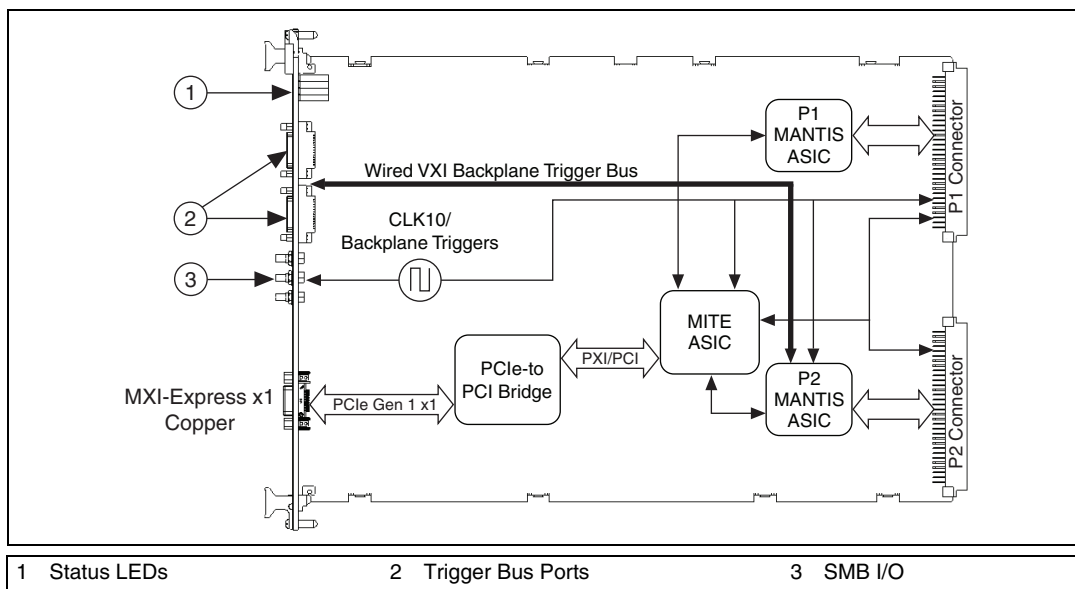 1
P1
MANTIS
ASIC
P1 Connector
Wired VXI Backplane Trigger Bus
2
CLK10/
Backplane Triggers
3
MITE
ASIC
PCIe-to
PCI Bridge
PXI/PCI
P2
MANTIS
ASIC
P2 Connector
MXI-Express x1
Copper
PCIe Gen 1 x1
1 Status LEDs 2 Trigger Bus Ports 3 SMB I/O